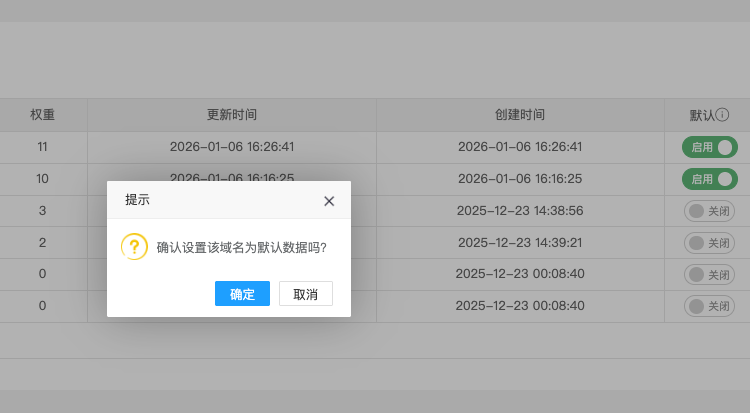 权重 更新时间 创建时间 默认
11 2026-01-06 16:26:41 2026-01-06 16:26:41 启用
10 2026-01-06 16:16:25 2026-01-06 16:16:25 启用
3 2025-12-23 14:38:56 关闭
2 2025-12-23 14:39:21 关闭
0 2025-12-23 00:08:40 关闭
0 2025-12-23 00:08:40 关闭
提示
确认设置该域名为默认数据吗?
确定 取消